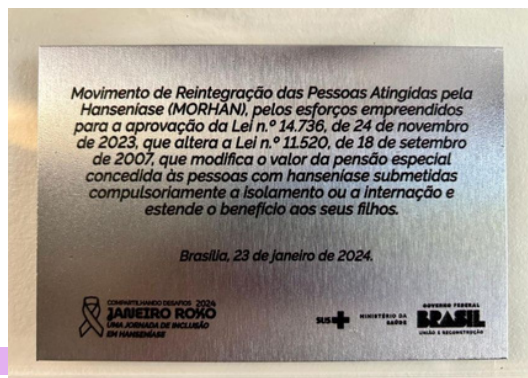 Movimento de Reintegração das Pessoas Atingidas pela
Hanseníase (MORHAN), pelos esforços empreendidos
para a aprovação da Lei n.º 14.736, de 24 de novembro
de 2023, que altera a Lei n.º 11.520, de 18 de setembro
de 2007, que modifica o valor da pensão especial
concedida às pessoas com hanseníase submetidas
compulsoriamente a isolamento ou a internação e
estende o benefício aos seus filhos.
Brasília, 23 de janeiro de 2024.
COMPARTILHANDO DESAFIOS 2024
JANEIRO ROXO
UMA JORNADA DE INCLUSÃO
EM HANSENÍASE
SUS
MINISTÉRIO DA
SAÚDE
GOVERNO FEDERAL
BRASIL
UNIÃO E RECONSTRUÇÃO